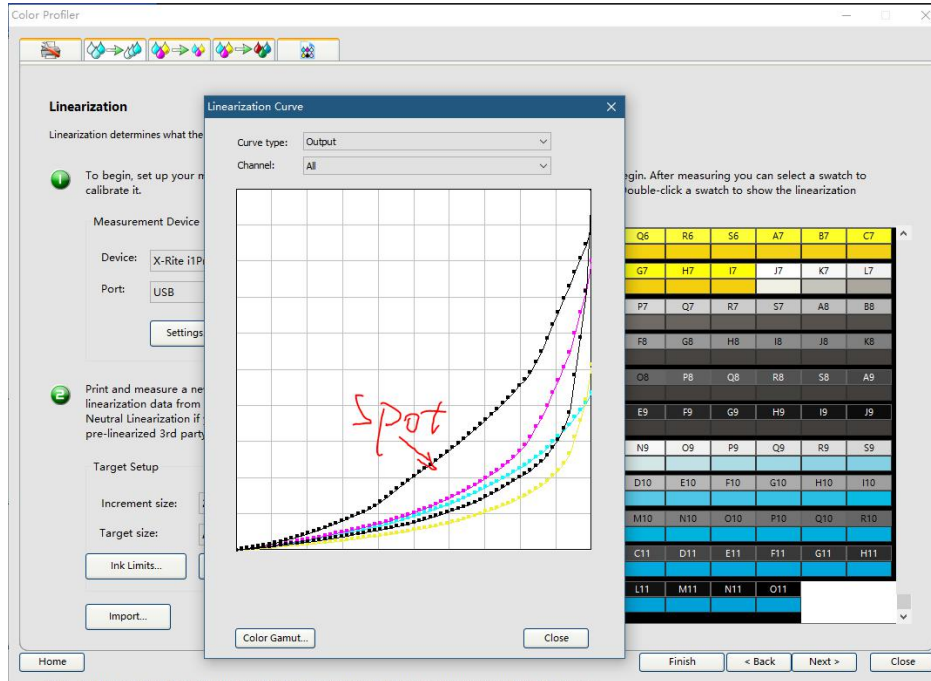 Color Profiler
Linearization
Linearization determines what the
To begin, set up your m
calibrate it.
Measurement Device
Device:
X-Rite i1Pr
Port:
USB
Settings
Print and measure a ne
linearization data from
Neutral Linearization if
pre-linearized 3rd party
Target Setup
Increment size:
Target size:
Ink Limits...
Import...
Linearization Curve
Curve type:
Output
Channel:
All
Spot
Color Gamut...
Close
egin. After measuring you can select a swatch to
Double-click a swatch to show the linearization
Q6 R6 S6 A7 B7 C7
G7 H7 I7 J7 K7 L7
P7 Q7 R7 S7 A8 B8
F8 G8 H8 I8 J8 K8
O8 P8 Q8 R8 S8 A9
E9 F9 G9 H9 I9 J9
N9 O9 P9 Q9 R9 S9
D10 E10 F10 G10 H10 I10
M10 N10 O10 P10 Q10 R10
C11 D11 E11 F11 G11 H11
L11 M11 N11 O11
Home
Finish
< Back
Next >
Close